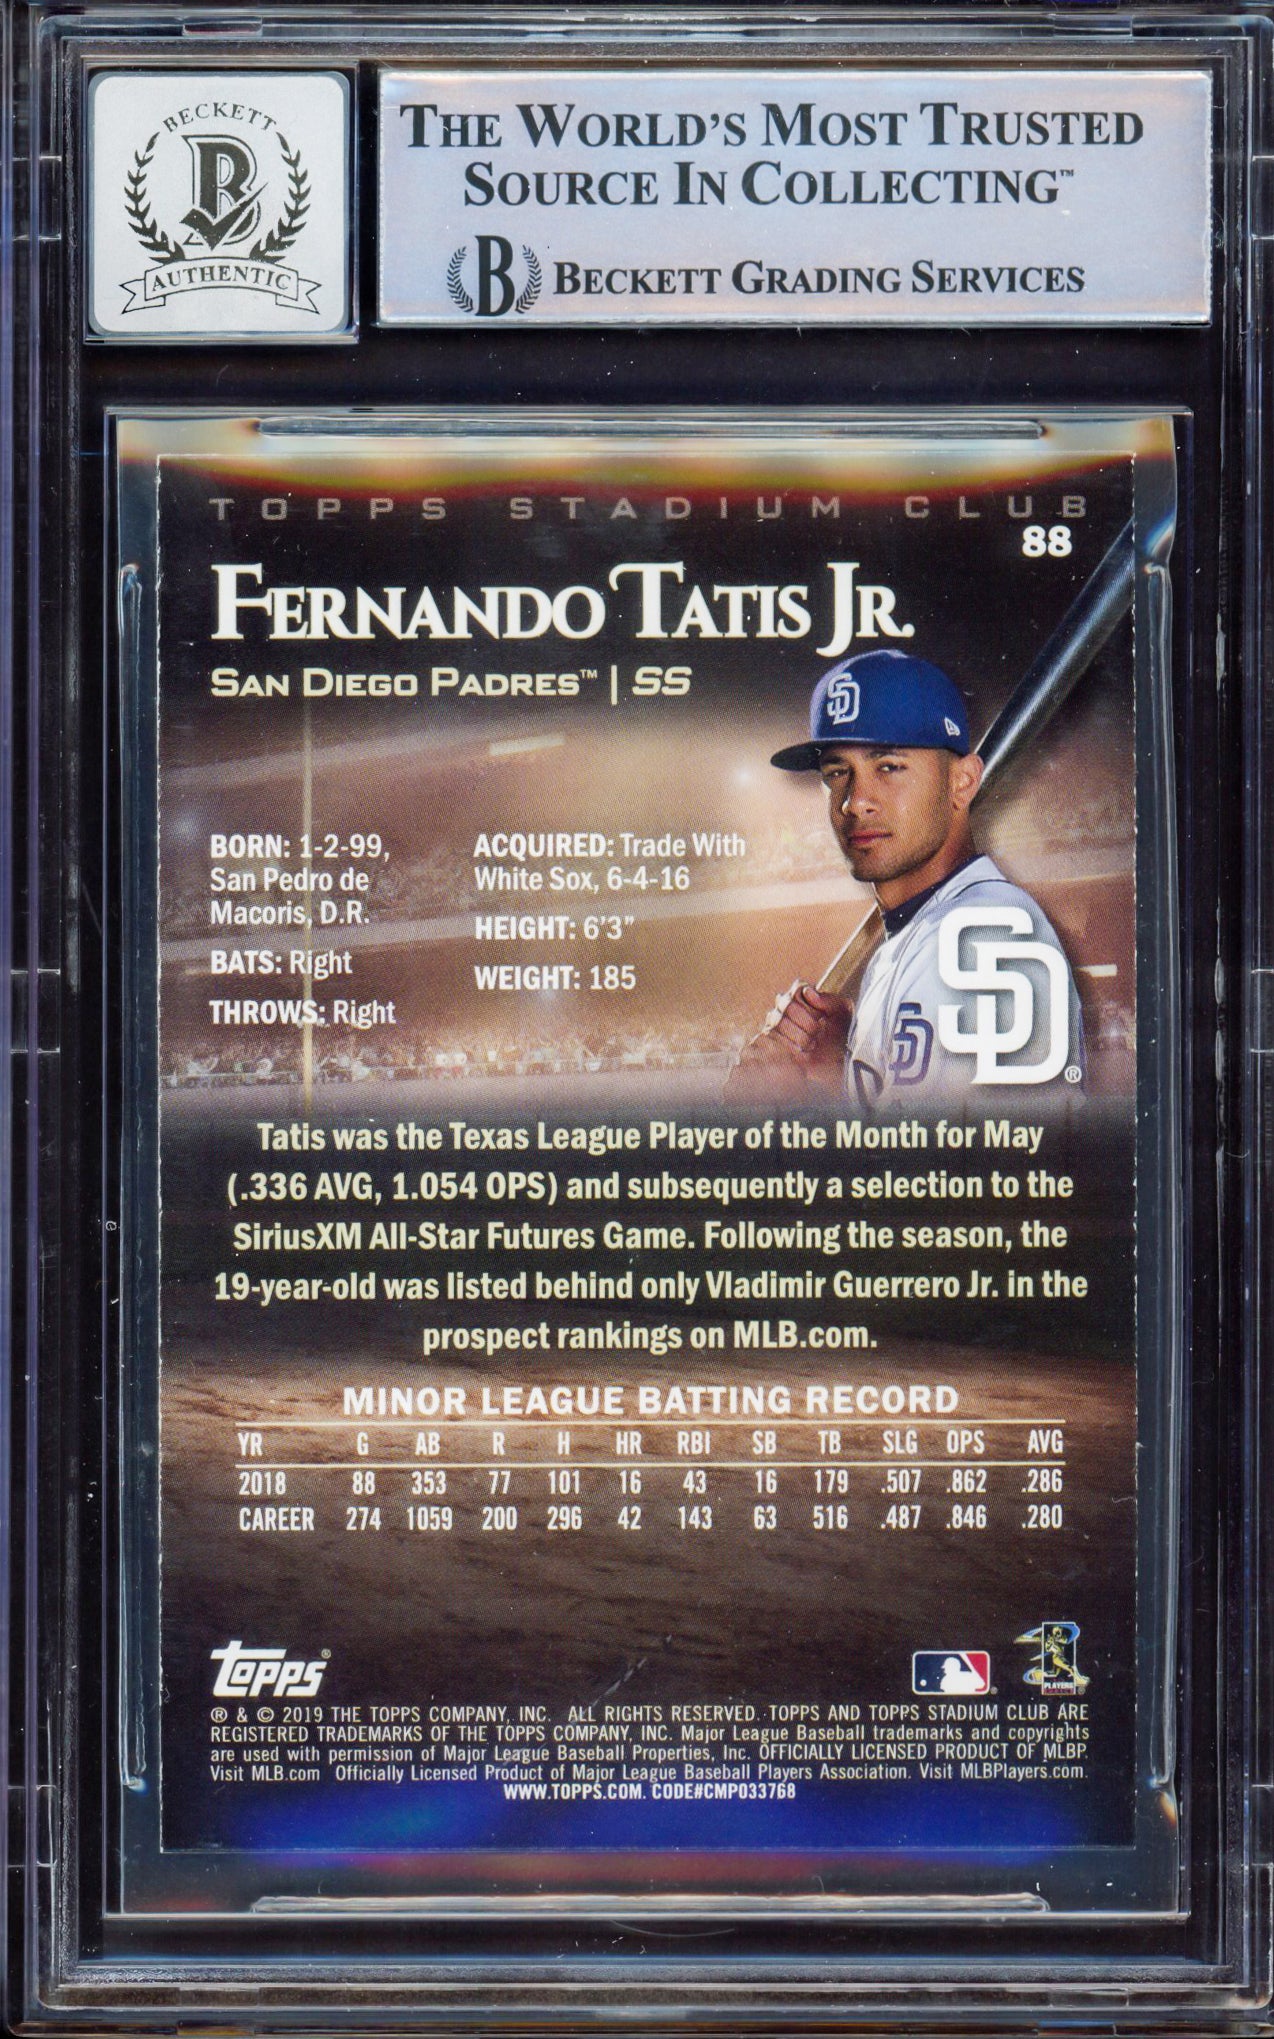 BECKETT
AUTHENTIC
THE WORLD'S MOST TRUSTED
SOURCE IN COLLECTING™
B BECKETT GRADING SERVICES
TOPPS STADIUM CLUB
88
FERNANDO TATIS JR.
SAN DIEGO PADRES™ | SS
BORN: 1-2-99,
San Pedro de
Macoris, D.R.
BATS: Right
THROWS: Right
ACQUIRED: Trade With
White Sox, 6-4-16
HEIGHT: 6'3"
WEIGHT: 185
SD®
Tatis was the Texas League Player of the Month for May
(.336 AVG, 1.054 OPS) and subsequently a selection to the
SiriusXM All-Star Futures Game. Following the season, the
19-year-old was listed behind only Vladimir Guerrero Jr. in the
prospect rankings on MLB.com.
MINOR LEAGUE BATTING RECORD
YR G AB R H HR RBI SB TB SLG OPS AVG
2018 88 353 77 101 16 43 16 179 .507 .862 .286
CAREER 274 1059 200 296 42 143 63 516 .487 .846 .280
TOPPS®
PLAYERS
® & © 2019 THE TOPPS COMPANY, INC. ALL RIGHTS RESERVED. TOPPS AND TOPPS STADIUM CLUB ARE
REGISTERED TRADEMARKS OF THE TOPPS COMPANY, INC. Major League Baseball trademarks and copyrights
are used with permission of Major League Baseball Properties, Inc. OFFICIALLY LICENSED PRODUCT OF MLBP.
Visit MLB.com Officially Licensed Product of Major League Baseball Players Association. Visit MLBPlayers.com.
WWW.TOPPS.COM. CODE#CMP033768